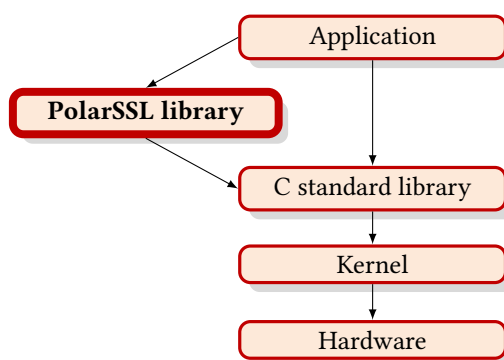 Application
PolarSSL library
C standard library
Kernel
Hardware